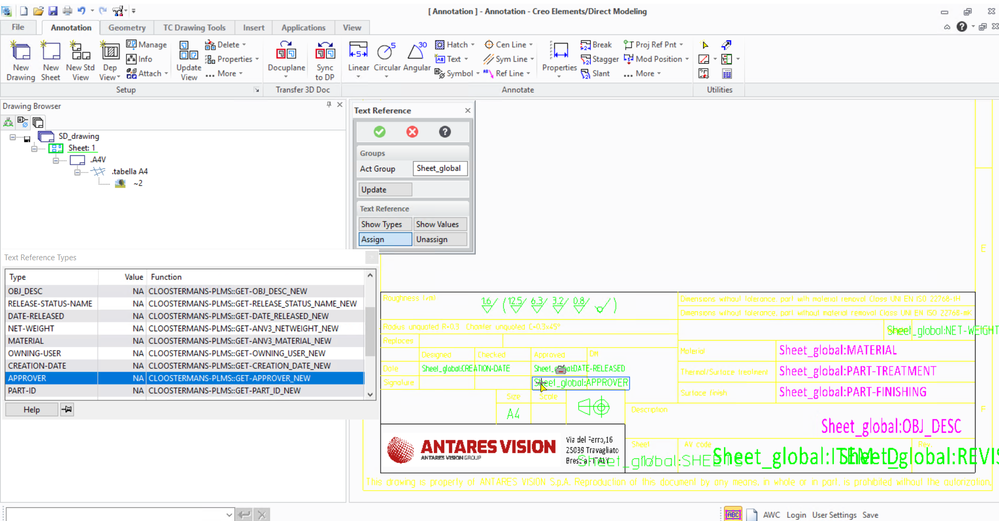 [ Annotation ] - Annotation - Creo Elements/Direct Modeling
File Annotation Geometry TC Drawing Tools Insert Applications View
New Drawing
New Sheet
New Std View
Dep View
Manage
Info
Attach
Update View
Delete
Properties
More
Docuplane
Sync to DP
Linear
Circular
Angular
Hatch
Text
Symbol
Cen Line
Sym Line
Ref Line
Properties
Break
Stagger
Slant
Proj Ref Pnt
Mod Position
More
Setup Transfer 3D Doc Annotate Utilities
Drawing Browser
SD_drawing
Sheet: 1
.A4V
.tabella A4
~2
Text Reference
Groups
Act Group Sheet_global
Update
Text Reference
Show Types Show Values
Assign Unassign
Text Reference Types
Type Value Function
OBJ_DESC NA CLOOSTERMANS-PLMS::GET-OBJ_DESC_NEW
RELEASE-STATUS-NAME NA CLOOSTERMANS-PLMS::GET-RELEASE_STATUS_NAME_NEW
DATE-RELEASED NA CLOOSTERMANS-PLMS::GET-DATE_RELEASED_NEW
NET-WEIGHT NA CLOOSTERMANS-PLMS::GET-ANV3_NETWEIGHT_NEW
MATERIAL NA CLOOSTERMANS-PLMS::GET-ANV3_MATERIAL_NEW
OWNING-USER NA CLOOSTERMANS-PLMS::GET-OWNING_USER_NEW
CREATION-DATE NA CLOOSTERMANS-PLMS::GET-CREATION_DATE_NEW
APPROVER NA CLOOSTERMANS-PLMS::GET-APPROVER_NEW
PART-ID NA CLOOSTERMANS-PLMS::GET-PART_ID_NEW
Help
E
F
Roughness
1.6 ( 12.5 6.3 3.2 0.8 )
Dimensions without tolerance, part with material removal Class UNI EN ISO 22768-fH
Dimensions without tolerance, part without material removal Class UNI EN ISO 22768-mK
Radius unquoted R=0.3 Chamfer unquoted C=0.3x45°
Sheet_global:NET-WEIGHT
Replaces
Designed Checked Approved DM
Date Sheet_global:CREATION-DATE DATE-RELEASED
Signature Sheet_global:APPROVER
Material Sheet_global:MATERIAL
Thermal/Surface treatment Sheet_global:PART-TREATMENT
Surface finish Sheet_global:PART-FINISHING
Size Scale
A4
Description
Sheet_global:OBJ_DESC
ANTARES VISION
ANTARES VISION GROUP
Via del Ferro,16
25039 Travagliato
Sheet AV code Rev.
This drawing is property of ANTARES VISION S.p.A. Reproduction of this document by any means, in whole or in part, is prohibited without the autorization.
AWC Login User Settings Save